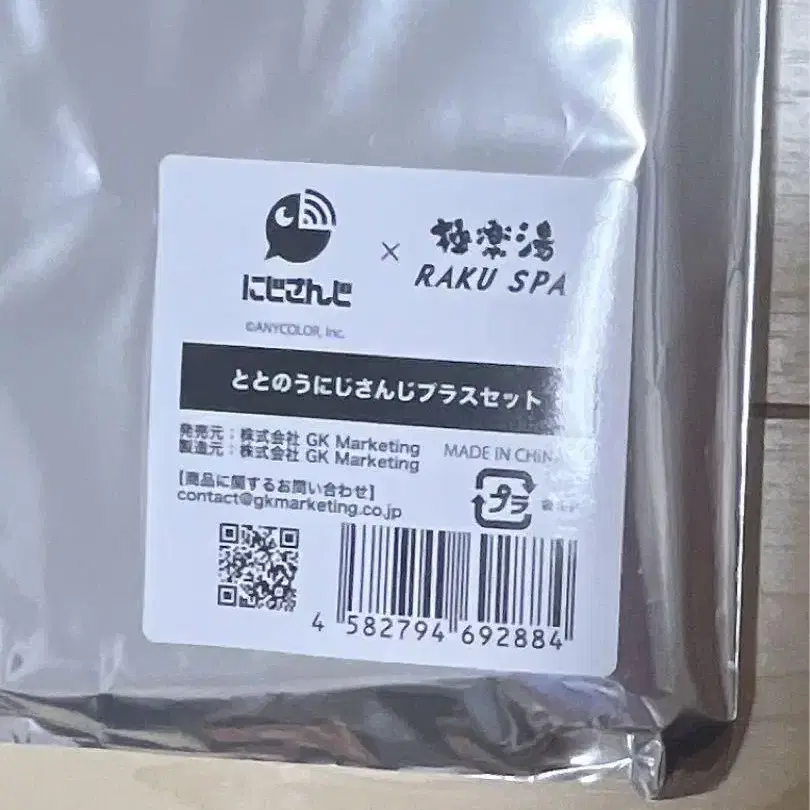 にじさんじ
×
極楽湯
RAKU SPA
©ANYCOLOR, Inc.
ととのうにじさんじプラスセット
発売元:株式会社 GK Marketing
製造元:株式会社 GK Marketing
MADE IN CHINA
【商品に関するお問い合わせ】
contact@gkmarketing.co.jp
プラ
4 582794 692884